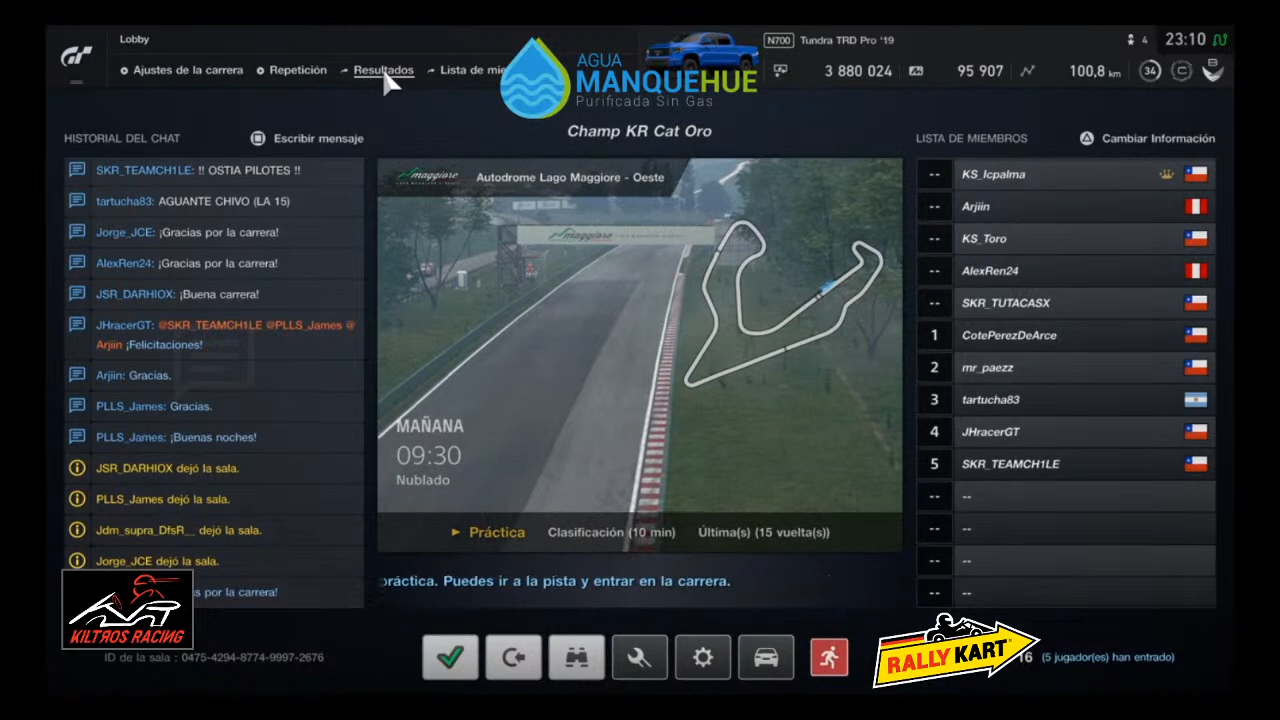 Lobby
N700 Tundra TRD Pro '19
4
23:10
Ajustes de la carrera
Repetición
Resultados
Lista de
AGUA
MANQUEHUE
Purificada Sin Gas
3 880 024
95 907
100,8 km
34
C
HISTORIAL DEL CHAT
Escribir mensaje
Champ KR Cat Oro
LISTA DE MIEMBROS
Cambiar Información
SKR_TEAMCH1LE: !! OSTIA PILOTES !!
tartucha83: AGUANTE CHIVO (LA 15)
Jorge_JCE: ¡Gracias por la carrera!
AlexRen24: ¡Gracias por la carrera!
JSR_DARHIOX: ¡Buena carrera!
JHracerGT: @SKR_TEAMCH1LE @PLLS_James @
Arjiin ¡Felicitaciones!
Arjiin: Gracias.
PLLS_James: Gracias.
PLLS_James: ¡Buenas noches!
JSR_DARHIOX dejó la sala.
PLLS_James dejó la sala.
Jdm_supra_DfsR__ dejó la sala.
Jorge_JCE dejó la sala.
as por la carrera!
KILTROS RACING
ID de la sala : 0475-4294-8774-9997-2676
maggiore
Autodrome Lago Maggiore - Oeste
maggiore
MAÑANA
09:30
Nublado
Práctica
Clasificación (10 min)
Última(s) (15 vuelta(s))
práctica. Puedes ir a la pista y entrar en la carrera.
-- KS_Icpalma
-- Arjiin
-- KS_Toro
-- AlexRen24
-- SKR_TUTACASX
1 CotePerezDeArce
2 mr_paezz
3 tartucha83
4 JHracerGT
5 SKR_TEAMCH1LE
-- --
-- --
-- --
-- --
RALLY KART
16 (5 jugador(es) han entrado)